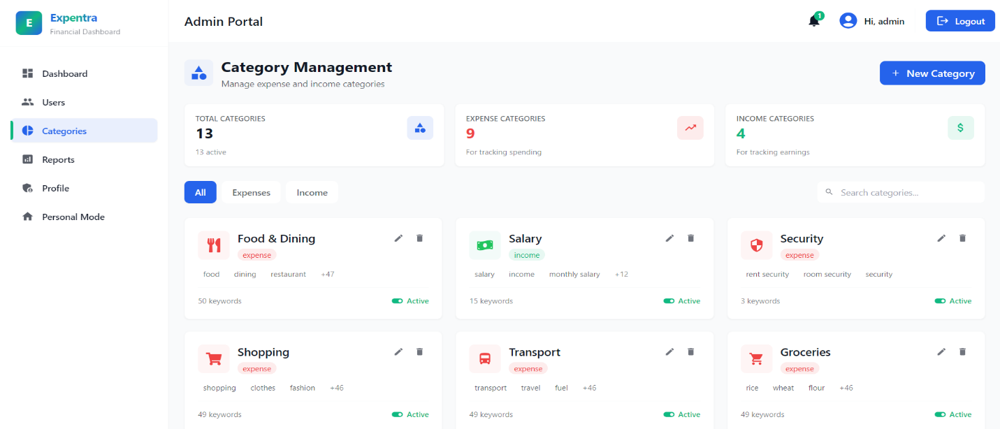 E
Expentra
Financial Dashboard
Dashboard
Users
Categories
Reports
Profile
Personal Mode
Admin Portal
1
Hi, admin
Logout
Category Management
Manage expense and income categories
+ New Category
TOTAL CATEGORIES
13
13 active
EXPENSE CATEGORIES
9
For tracking spending
INCOME CATEGORIES
4
$
For tracking earnings
All Expenses Income
Search categories...
Food & Dining
expense
food dining restaurant +47
50 keywords Active
Salary
income
salary income monthly salary +12
15 keywords Active
Security
expense
rent security room security security
3 keywords Active
Shopping
expense
shopping clothes fashion +46
49 keywords Active
Transport
expense
transport travel fuel +46
49 keywords Active
Groceries
expense
rice wheat flour +46
49 keywords Active